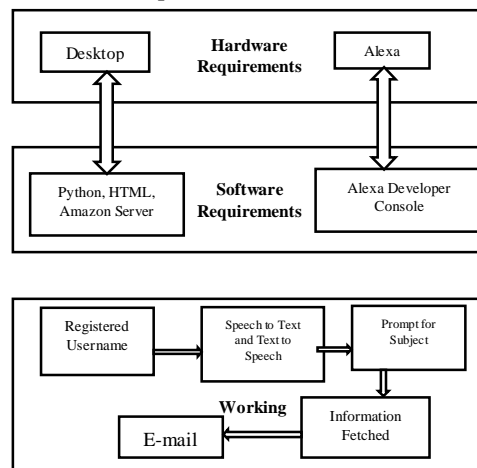 Desktop
Hardware
Requirements
Alexa
Python, HTML,
Amazon Server
Software
Requirements
Alexa Developer
Console
Registered
Username
Speech to Text
and Text to
Speech
Prompt for
Subject
Working
E-mail
Information
Fetched